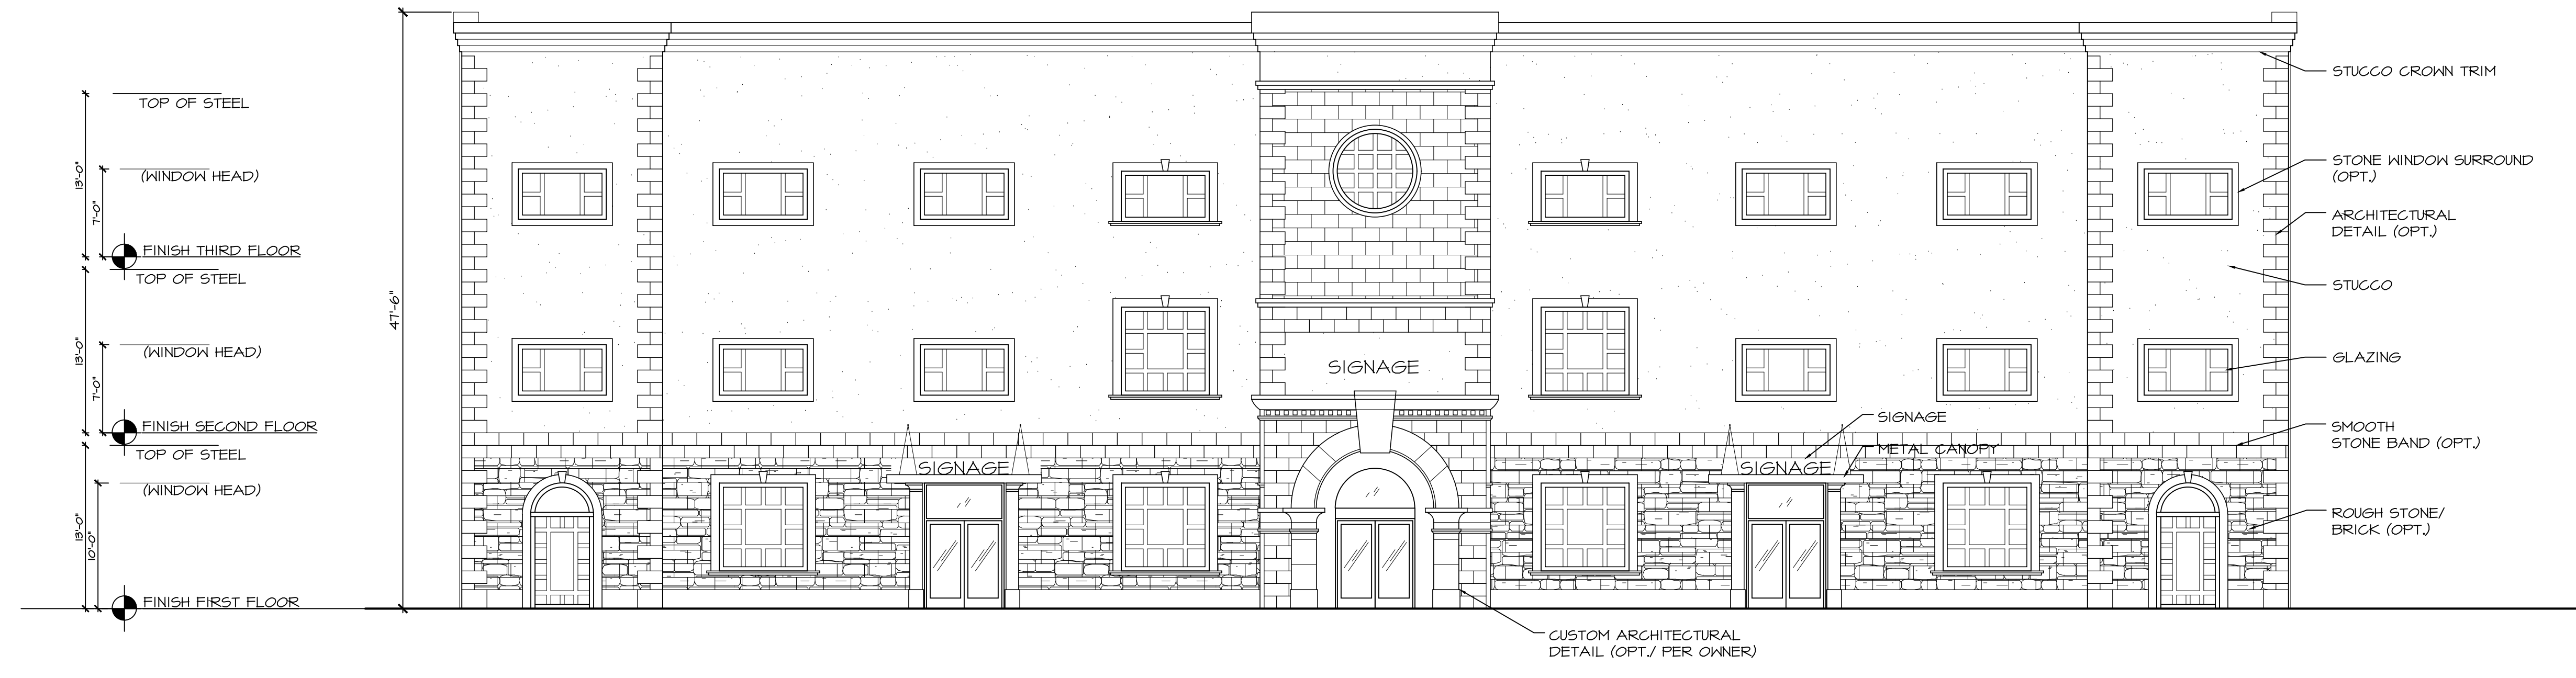 TOP OF STEEL
13'-0"
(WINDOW HEAD)
7'-0"
FINISH THIRD FLOOR
TOP OF STEEL
13'-0"
(WINDOW HEAD)
7'-0"
FINISH SECOND FLOOR
TOP OF STEEL
(WINDOW HEAD)
13'-0"
10'-0"
FINISH FIRST FLOOR
47'-6"
SIGNAGE
SIGNAGE
SIGNAGE
SIGNAGE
METAL CANOPY
CUSTOM ARCHITECTURAL
DETAIL (OPT./ PER OWNER)
STUCCO CROWN TRIM
STONE WINDOW SURROUND
(OPT.)
ARCHITECTURAL
DETAIL (OPT.)
STUCCO
GLAZING
SMOOTH
STONE BAND (OPT.)
ROUGH STONE/
BRICK (OPT.)